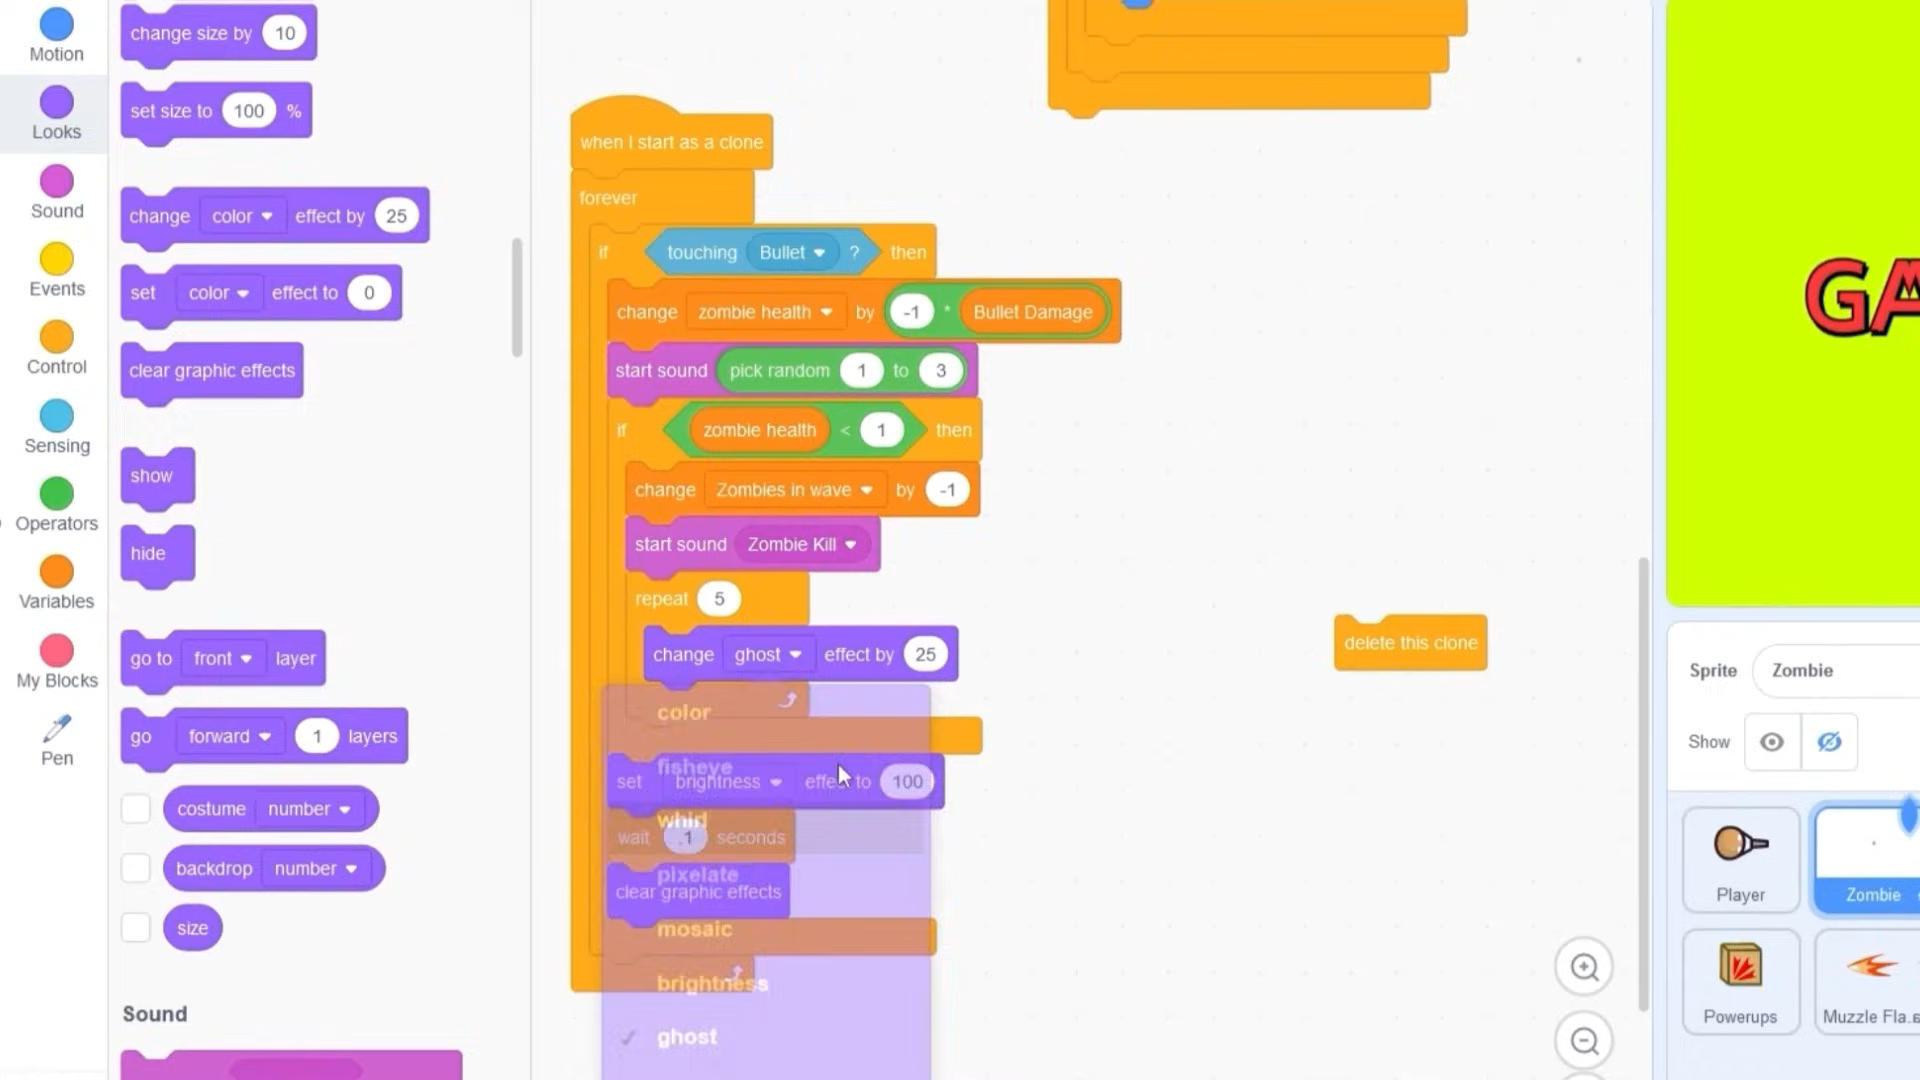 Motion
Looks
Sound
Events
Control
Sensing
Operators
Variables
My Blocks
Pen
change size by 10
set size to 100 %
change color effect by 25
set color effect to 0
clear graphic effects
show
hide
go to front layer
go forward 1 layers
costume number
backdrop number
size
Sound
when I start as a clone
forever
if touching Bullet ? then
change zombie health by -1 * Bullet Damage
start sound pick random 1 to 3
if zombie health < 1 then
change Zombies in wave by -1
start sound Zombie Kill
repeat 5
change ghost effect by 25
color
fisheye
set brightness effect to 100
whirl
wait .1 seconds
pixelate
clear graphic effects
mosaic
brightness
ghost
delete this clone
GA
Sprite Zombie
Show
Player
Zombie
Powerups
Muzzle Fla..